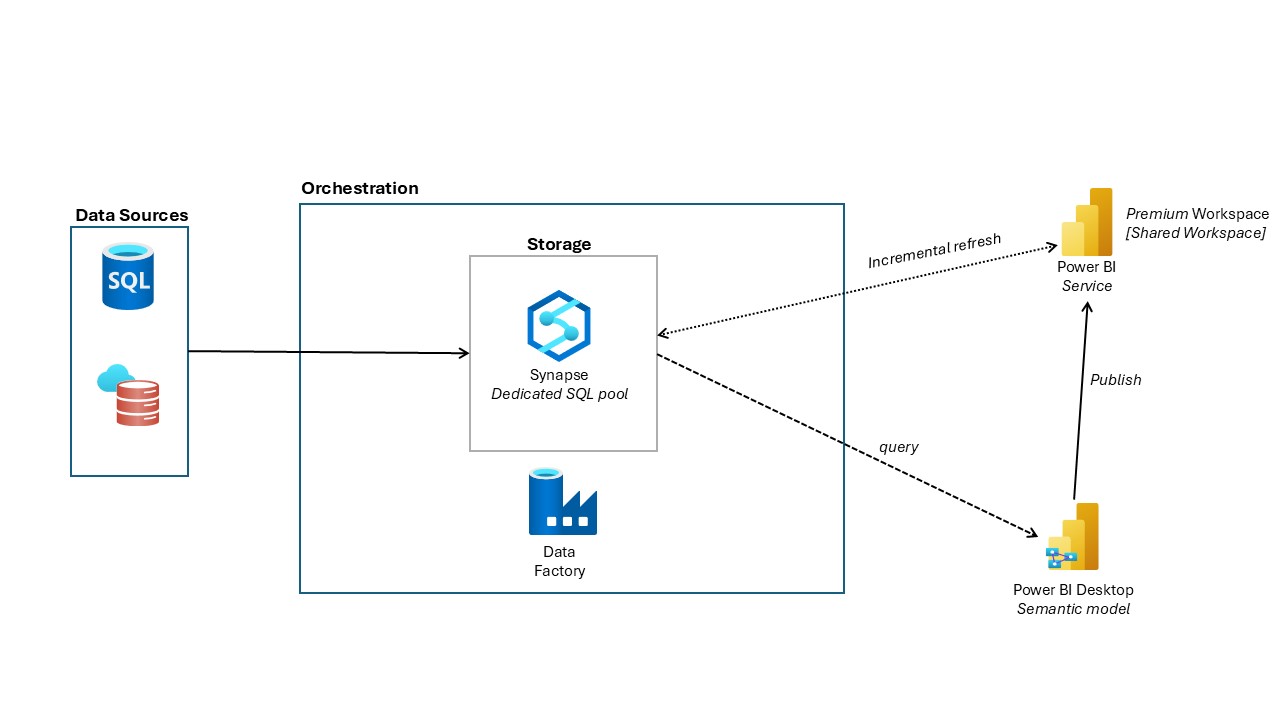 Orchestration
Data Sources
SQL
Storage
Synapse
Dedicated SQL pool
Data
Factory
Incremental refresh
query
Premium Workspace
[Shared Workspace]
Power BI
Service
Publish
Power BI Desktop
Semantic model